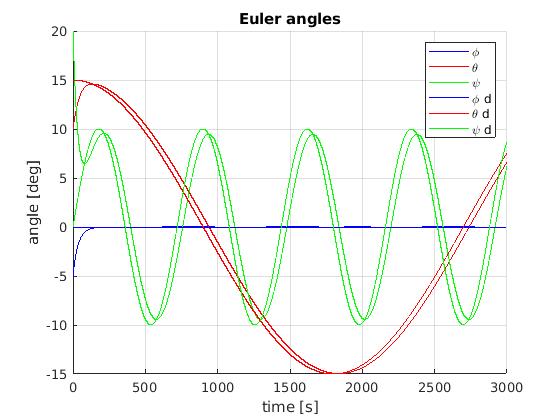 Euler angles
20
15
10
5
0
-5
-10
-15
angle [deg]
ϕ
θ
ψ
ϕ d
θ d
ψ d
0 500 1000 1500 2000 2500 3000
time [s]